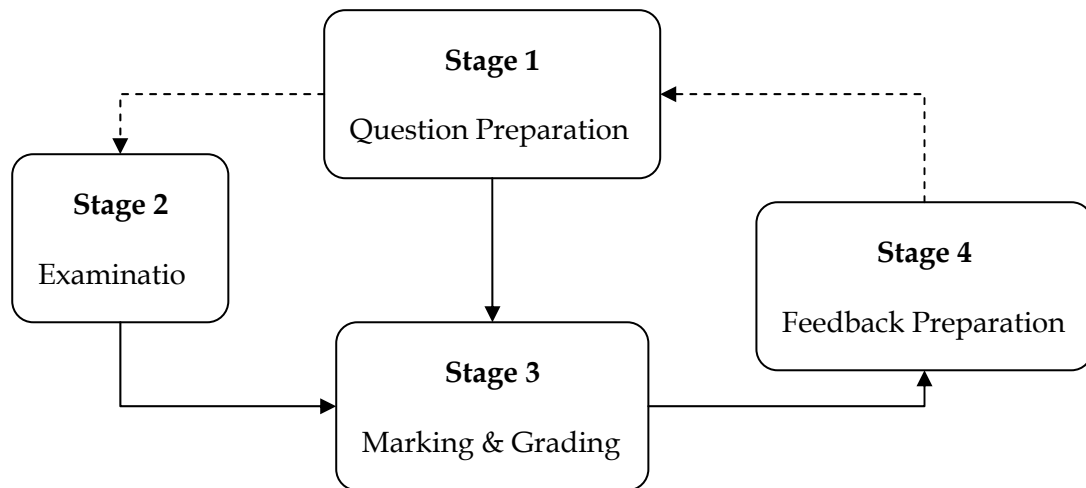 Stage 1
Question Preparation
Stage 2
Examinatio
Stage 4
Feedback Preparation
Stage 3
Marking & Grading